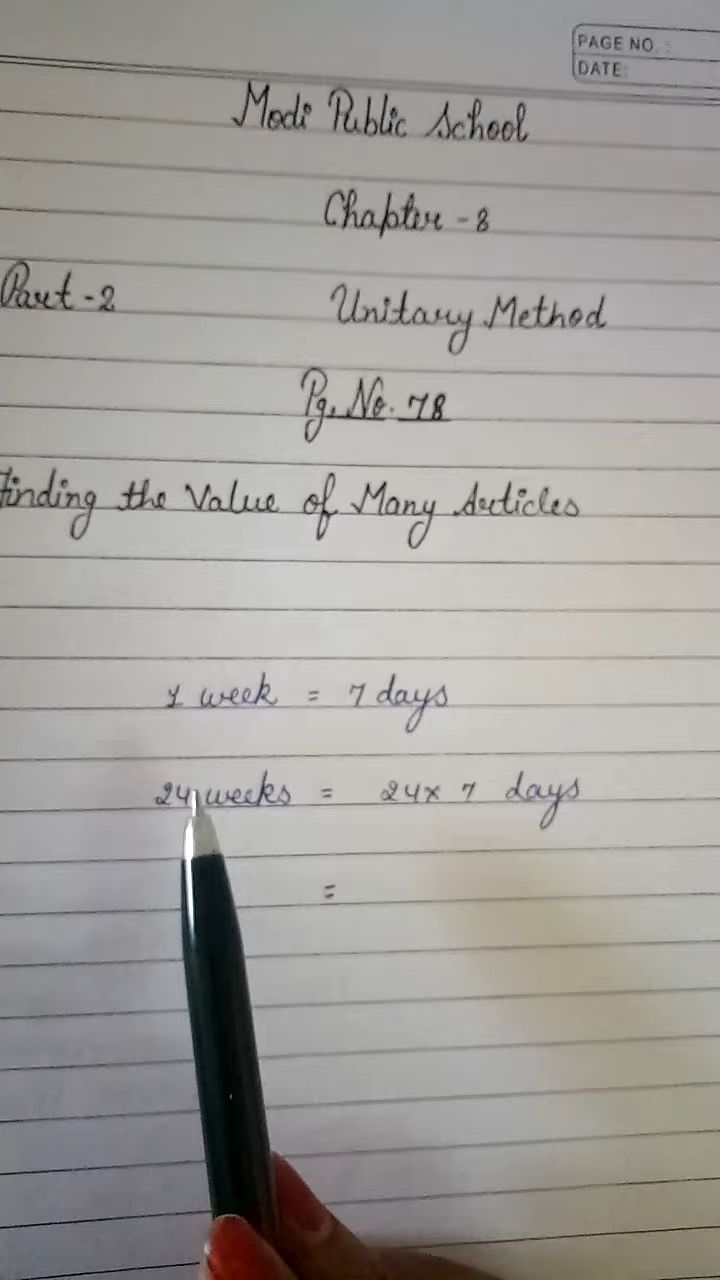 PAGE NO. :
DATE:
Modi Public School
Chapter - 8
Part - 2 Unitary Method
Pg. No. 78
Finding the Value of Many Articles
1 week = 7 days
24 weeks = 24 x 7 days
=